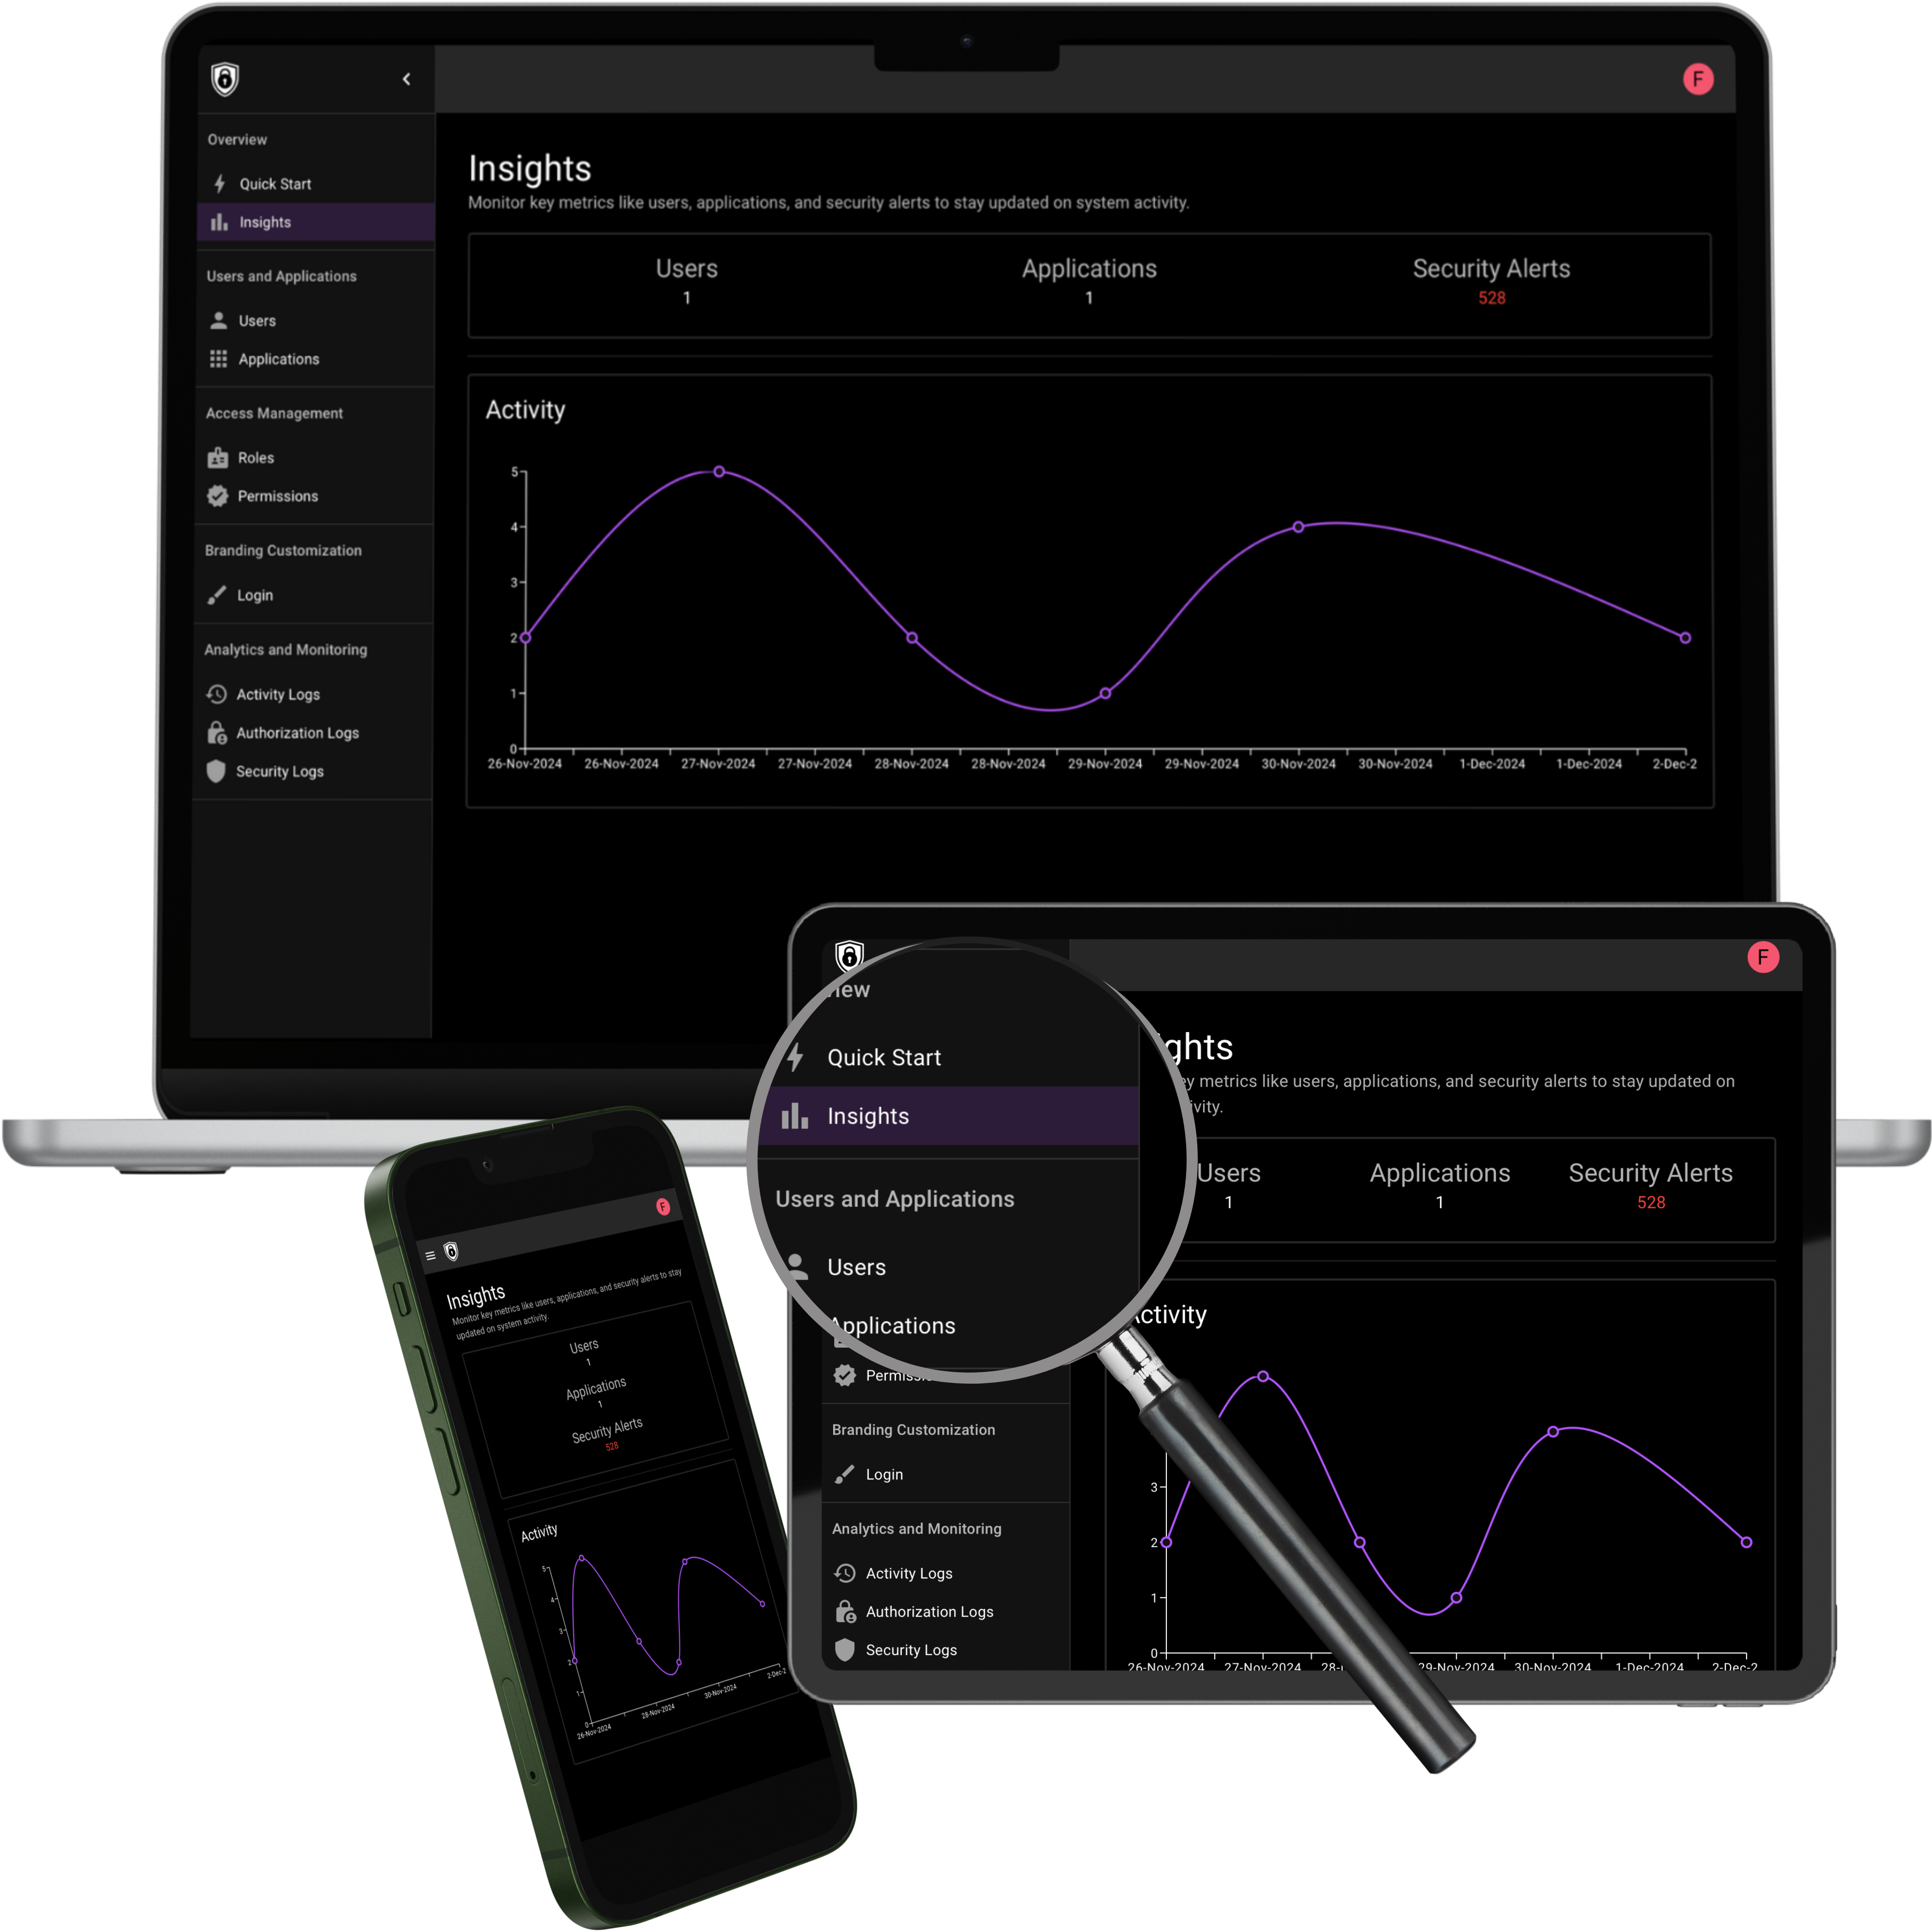 F
Overview
Quick Start
Insights
Users and Applications
Users
Applications
Access Management
Roles
Permissions
Branding Customization
Login
Analytics and Monitoring
Activity Logs
Authorization Logs
Security Logs
Insights
Monitor key metrics like users, applications, and security alerts to stay updated on system activity.
Users Applications Security Alerts
1 1 528
Activity
5
4
3
2
1
0
26-Nov-2024 26-Nov-2024 27-Nov-2024 27-Nov-2024 28-Nov-2024 28-Nov-2024 29-Nov-2024 29-Nov-2024 30-Nov-2024 30-Nov-2024 1-Dec-2024 1-Dec-2024 2-Dec-2
F
Quick Start
Insights
Users and Applications
Users
Applications
Branding Customization
Login
Analytics and Monitoring
Activity Logs
Authorization Logs
Security Logs
ghts
metrics like users, applications, and security alerts to stay updated on
Users Applications Security Alerts
1 1 528
Activity
3
2
1
0
26-Nov-2024 27-Nov-2024 28- 29-Nov-2024 30-Nov-2024 1-Dec-2024 2-Dec-2
F
Insights
Monitor key metrics like users, applications, and security alerts to stay
updated on system activity.
Users
1
Applications
1
Security Alerts
528
Activity
5
4
3
2
1
0
26-Nov-2024 28-Nov-2024 30-Nov-2024 2-Dec-2